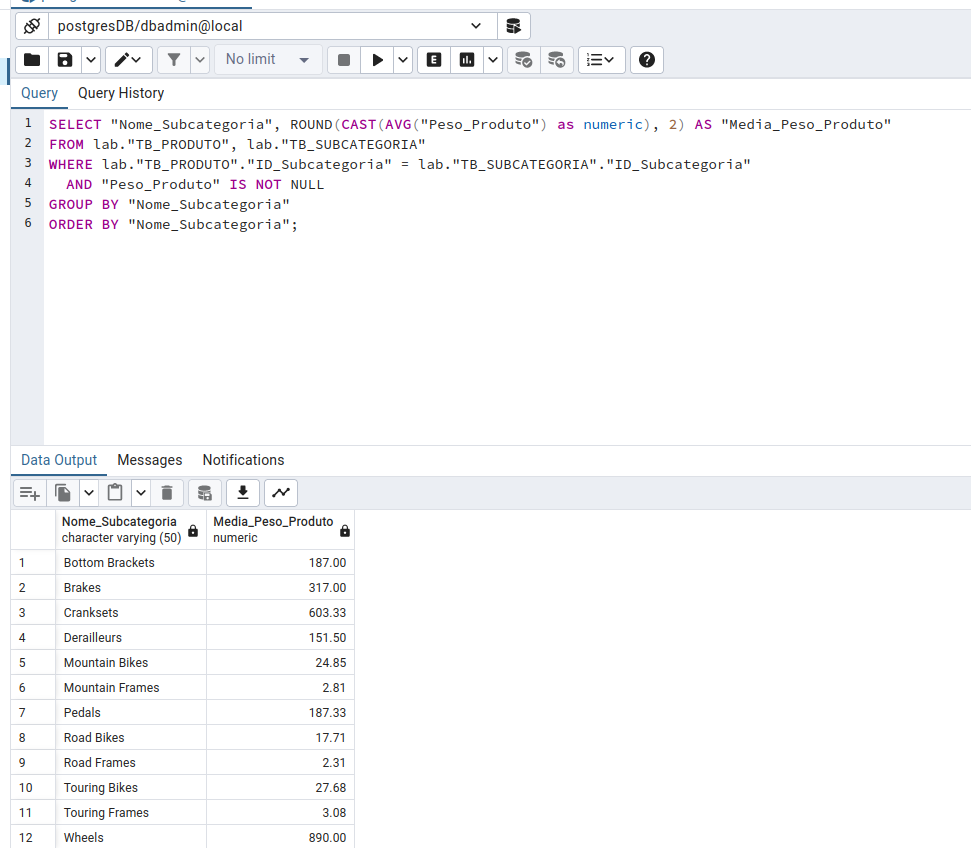 postgresDB/dbadmin@local
No limit
Query Query History
1 SELECT "Nome_Subcategoria", ROUND(CAST(AVG("Peso_Produto") as numeric), 2) AS "Media_Peso_Produto"
2 FROM lab."TB_PRODUTO", lab."TB_SUBCATEGORIA"
3 WHERE lab."TB_PRODUTO"."ID_Subcategoria" = lab."TB_SUBCATEGORIA"."ID_Subcategoria"
4 AND "Peso_Produto" IS NOT NULL
5 GROUP BY "Nome_Subcategoria"
6 ORDER BY "Nome_Subcategoria";
Data Output Messages Notifications
Nome_Subcategoria Media_Peso_Produto
character varying (50) numeric
1 Bottom Brackets 187.00
2 Brakes 317.00
3 Cranksets 603.33
4 Derailleurs 151.50
5 Mountain Bikes 24.85
6 Mountain Frames 2.81
7 Pedals 187.33
8 Road Bikes 17.71
9 Road Frames 2.31
10 Touring Bikes 27.68
11 Touring Frames 3.08
12 Wheels 890.00